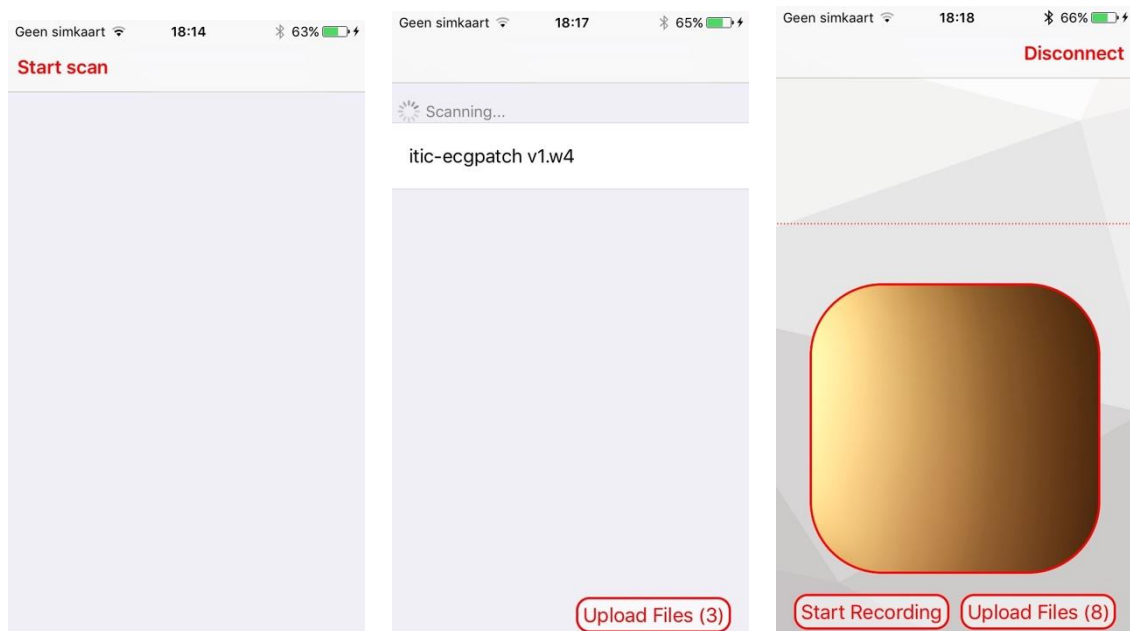 Geen simkaart 18:14 63%
Start scan
Geen simkaart 18:17 65%
Scanning...
itic-ecgpatch v1.w4
Upload Files (3)
Geen simkaart 18:18 66%
Disconnect
Start Recording Upload Files (8)